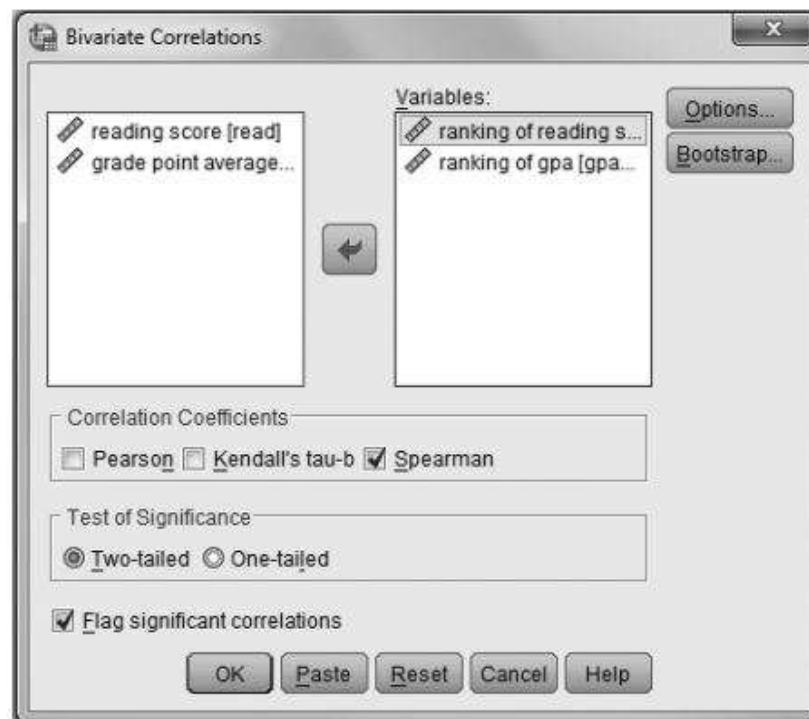 Bivariate Correlations
Variables:
reading score [read]
grade point average...
ranking of reading s...
ranking of gpa [gpa...
Options...
Bootstrap...
Correlation Coefficients
Pearson Kendall's tau-b Spearman
Test of Significance
Two-tailed One-tailed
Flag significant correlations
OK Paste Reset Cancel Help